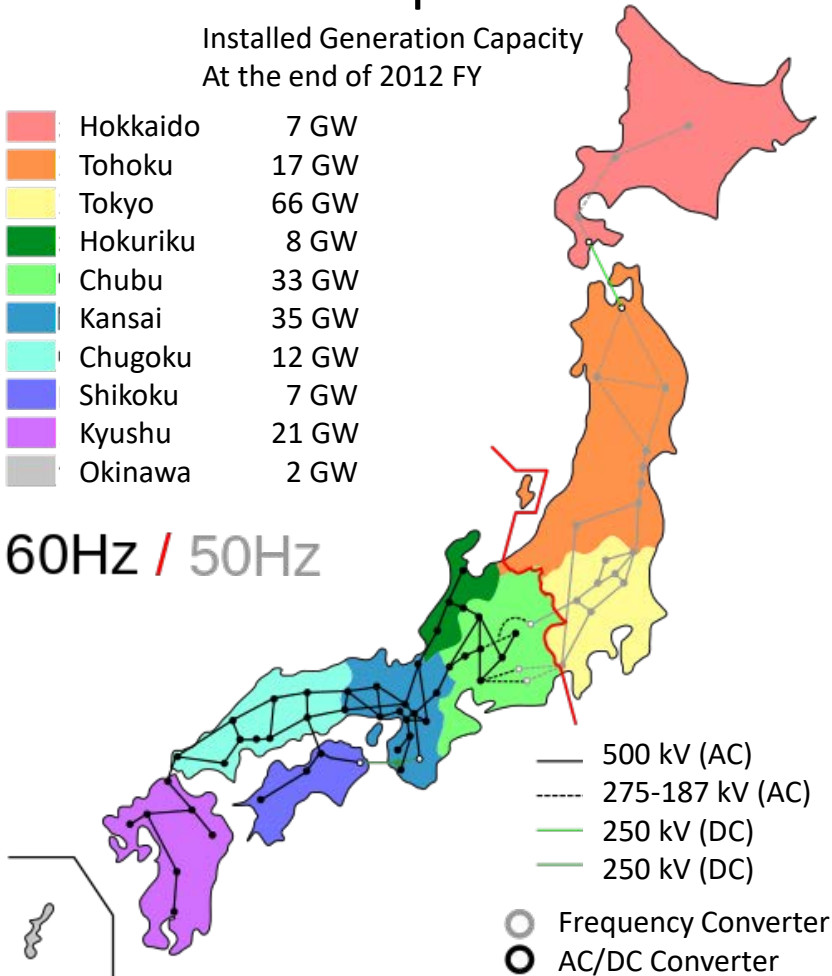 Installed Generation Capacity
At the end of 2012 FY
Hokkaido 7 GW
Tohoku 17 GW
Tokyo 66 GW
Hokuriku 8 GW
Chubu 33 GW
Kansai 35 GW
Chugoku 12 GW
Shikoku 7 GW
Kyushu 21 GW
Okinawa 2 GW
60Hz / 50Hz
500 kV (AC)
275-187 kV (AC)
250 kV (DC)
250 kV (DC)
Frequency Converter
AC/DC Converter